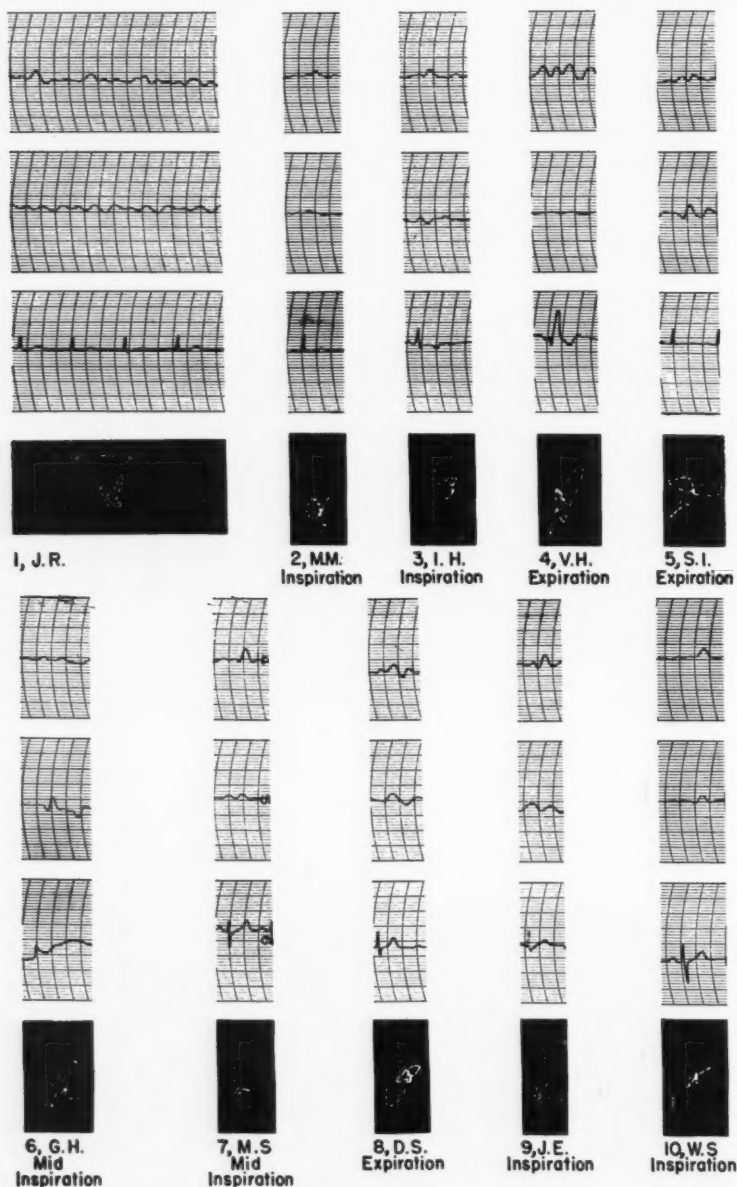 1, J.R.
2, M.M.
Inspiration
3, I. H.
Inspiration
4, V.H.
Expiration
5, S.I.
Expiration
6, G.H.
Mid
Inspiration
7, M.S
Mid
Inspiration
8, D.S.
Expiration
9, J.E.
Inspiration
10, W.S
Inspiration